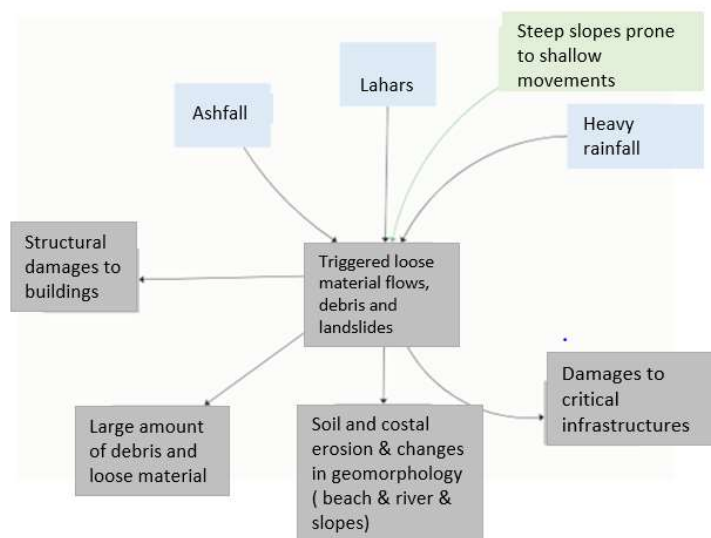 Steep slopes prone
to shallow
movements
Lahars
Ashfall
Heavy
rainfall
Structural
damages to
buildings
Triggered loose
material flows,
debris and
landslides
Damages to
critical
infrastructures
Large amount
of debris and
loose material
Soil and costal
erosion & changes
in geomorphology
( beach & river &
slopes)